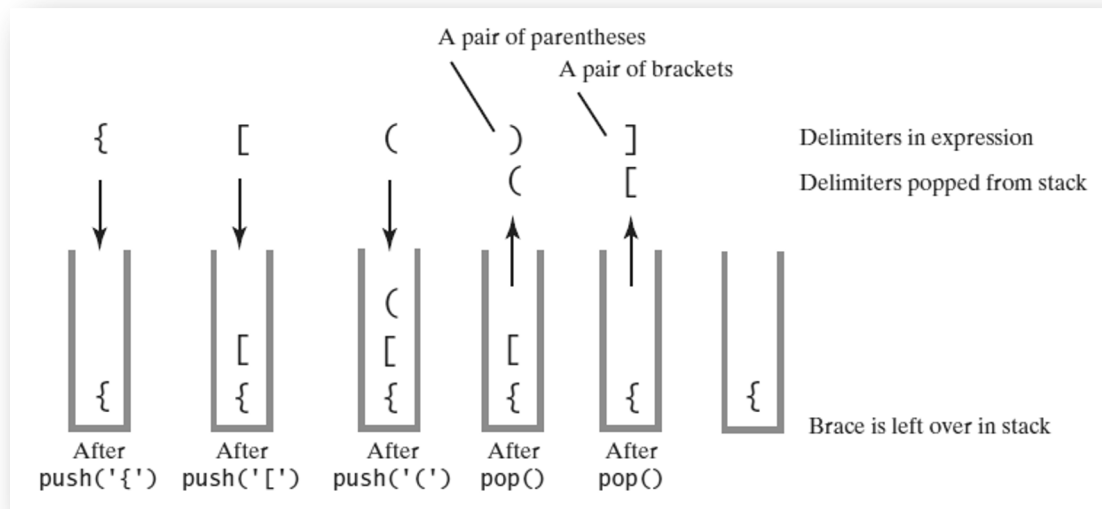 A pair of parentheses
A pair of brackets
{ [ ( ) ] Delimiters in expression
( [ Delimiters popped from stack
(
[ [ [
{ { { { { {
Brace is left over in stack
After After After After After
push('{') push('[') push('(') pop() pop()